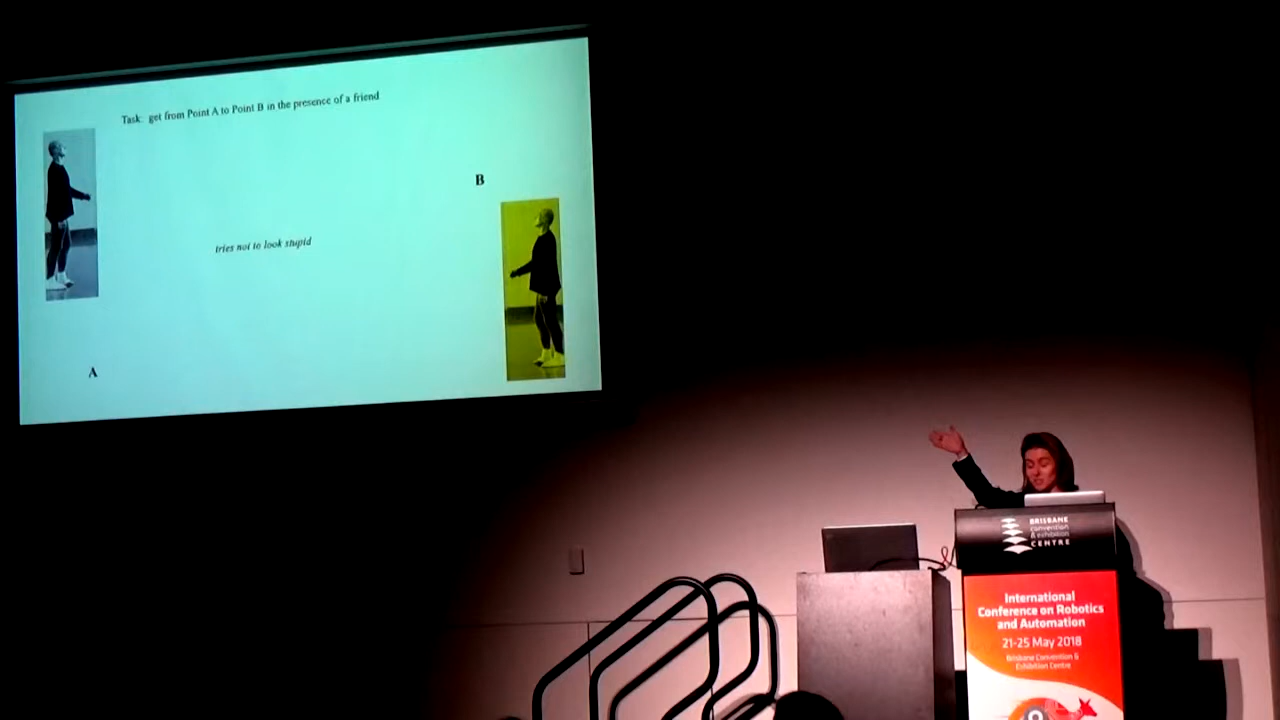 Task: get from Point A to Point B in the presence of a friend
B
tries not to look stupid
A
BRISBANE
convention
& exhibition
CENTRE
International
Conference on Robotics
and Automation
21-25 May 2018
Brisbane Convention &
Exhibition Centre